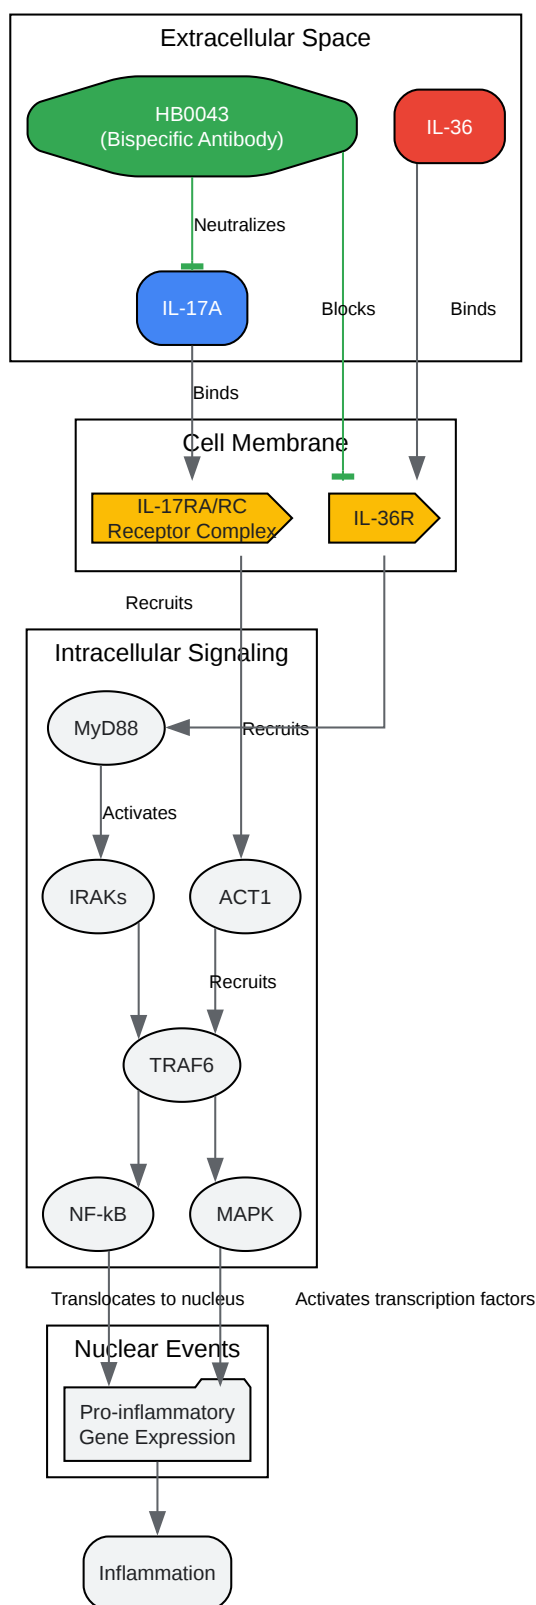 Extracellular Space
HB0043
(Bispecific Antibody)
IL-36
Neutralizes
IL-17A
Blocks
Binds
Binds
Cell Membrane
IL-17RA/RC
Receptor Complex
IL-36R
Recruits
Intracellular Signaling
MyD88
Recruits
Activates
IRAKs
ACT1
Recruits
TRAF6
NF-kB
MAPK
Translocates to nucleus
Activates transcription factors
Nuclear Events
Pro-inflammatory
Gene Expression
Inflammation